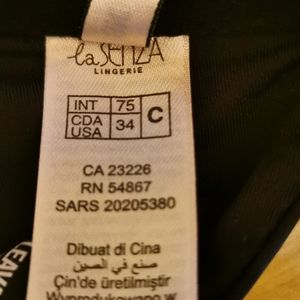 la SENZA
LINGERIE
INT 75 C
CDA USA 34
CA 23226
RN 54867
SARS 20205380
Dibuat di Cina
صنع في الصين
Çin'de üretilmiştir
Wyprodukowano w